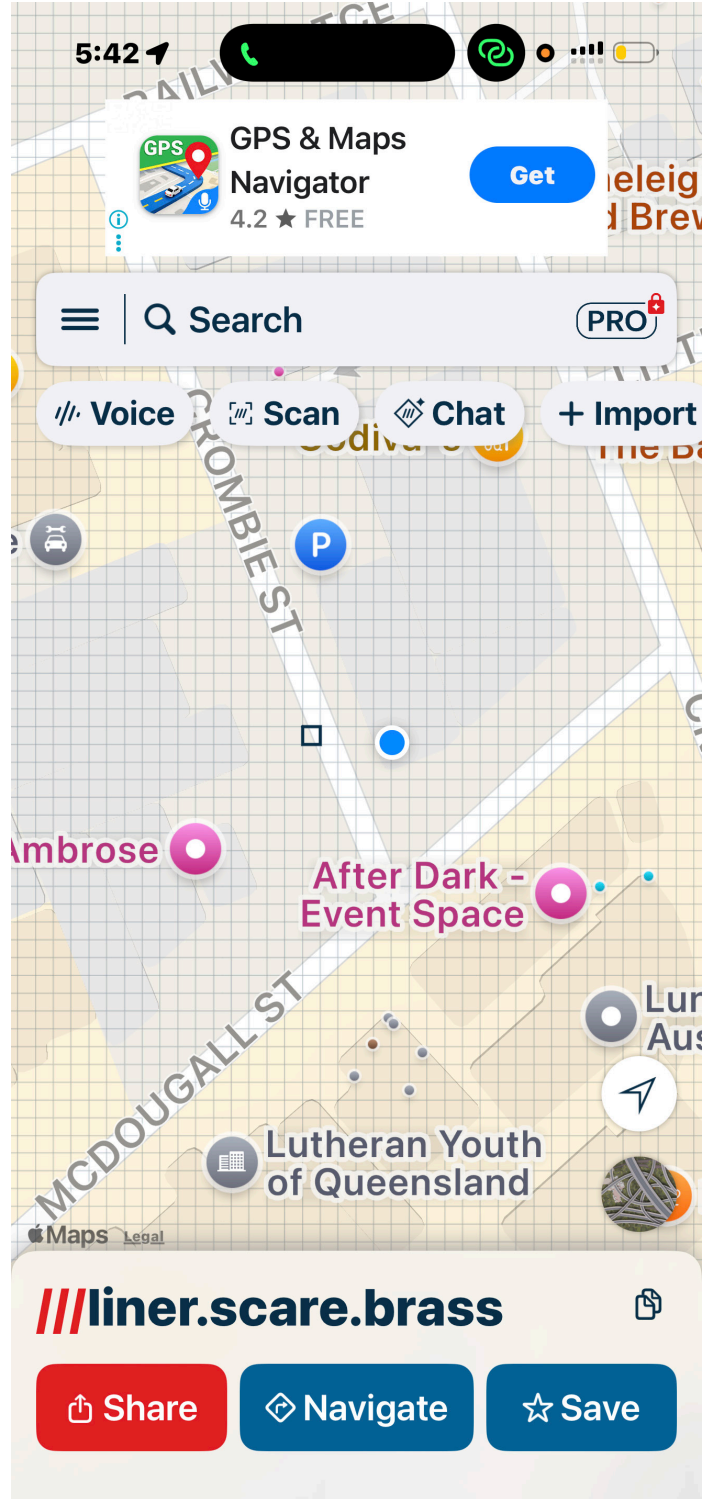 5:42
GPS
GPS & Maps
Navigator
4.2 ★ FREE
Get
Search
PRO
Voice
Scan
Chat
+ Import
CROMBIE ST
P
Ambrose
After Dark -
Event Space
MCDOUGALL ST
Lutheran Youth
of Queensland
Maps Legal
///liner.scare.brass
Share
Navigate
Save